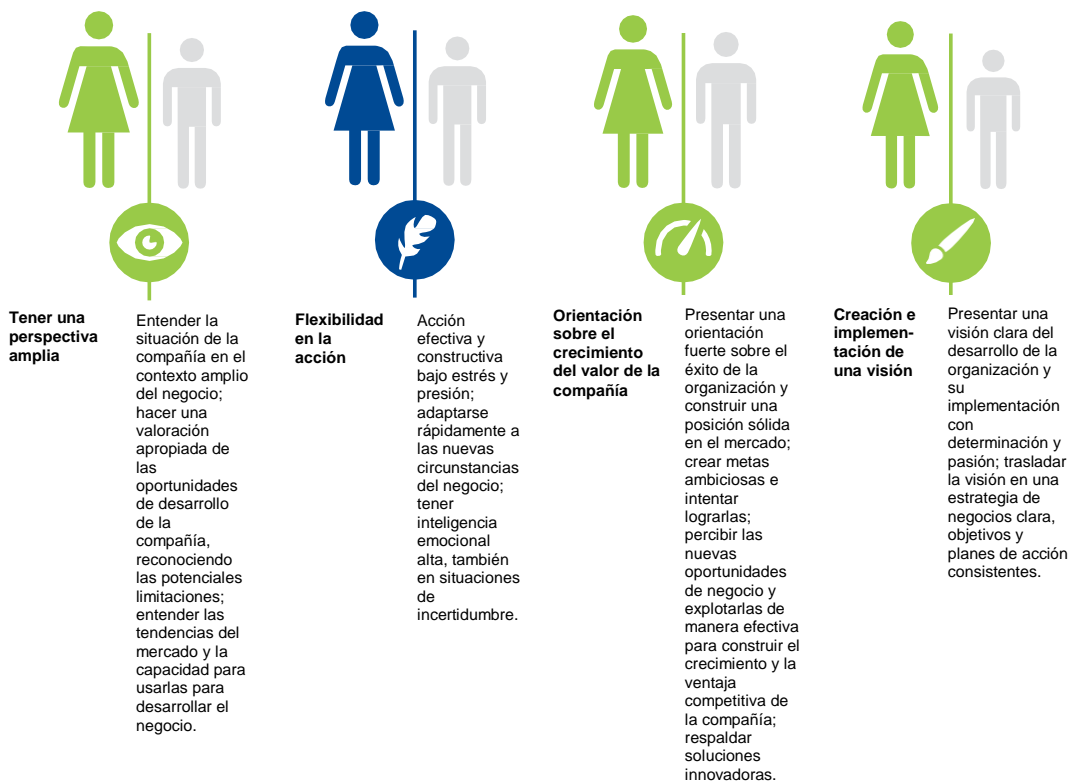 Tener una
perspectiva
amplia
Entender la
situación de la
compañía en el
contexto amplio
del negocio;
hacer una
valoración
apropiada de
las
oportunidades
de desarrollo
de la
compañía,
reconociendo
las potenciales
limitaciones;
entender las
tendencias del
mercado y la
capacidad para
usarlas para
desarrollar el
negocio.
Flexibilidad
en la
acción
Acción
efectiva y
constructiva
bajo estrés y
presión;
adaptarse
rápidamente a
las nuevas
circunstancias
del negocio;
tener
inteligencia
emocional
alta, también
en situaciones
de
incertidumbre.
Orientación
sobre el
crecimiento
del valor de la
compañía
Presentar una
orientación
fuerte sobre el
éxito de la
organización y
construir una
posición sólida
en el mercado;
crear metas
ambiciosas e
intentar
lograrlas;
percibir las
nuevas
oportunidades
de negocio y
explotarlas de
manera efectiva
para construir el
crecimiento y la
ventaja
competitiva de
la compañía;
respaldar
soluciones
innovadoras.
Creación e
implemen-
tación de
una visión
Presentar una
visión clara del
desarrollo de la
organización y
su
implementación
con
determinación y
pasión; trasladar
la visión en una
estrategia de
negocios clara,
objetivos y
planes de acción
consistentes.